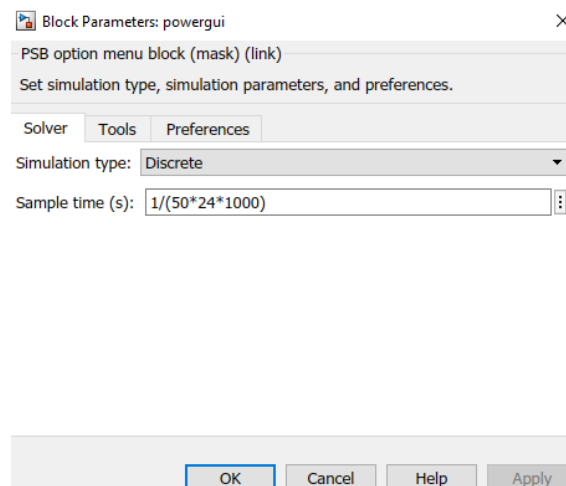 Block Parameters: powergui
PSB option menu block (mask) (link)
Set simulation type, simulation parameters, and preferences.
Solver Tools Preferences
Simulation type: Discrete
Sample time (s): 1/(50*24*1000)
OK Cancel Help Apply